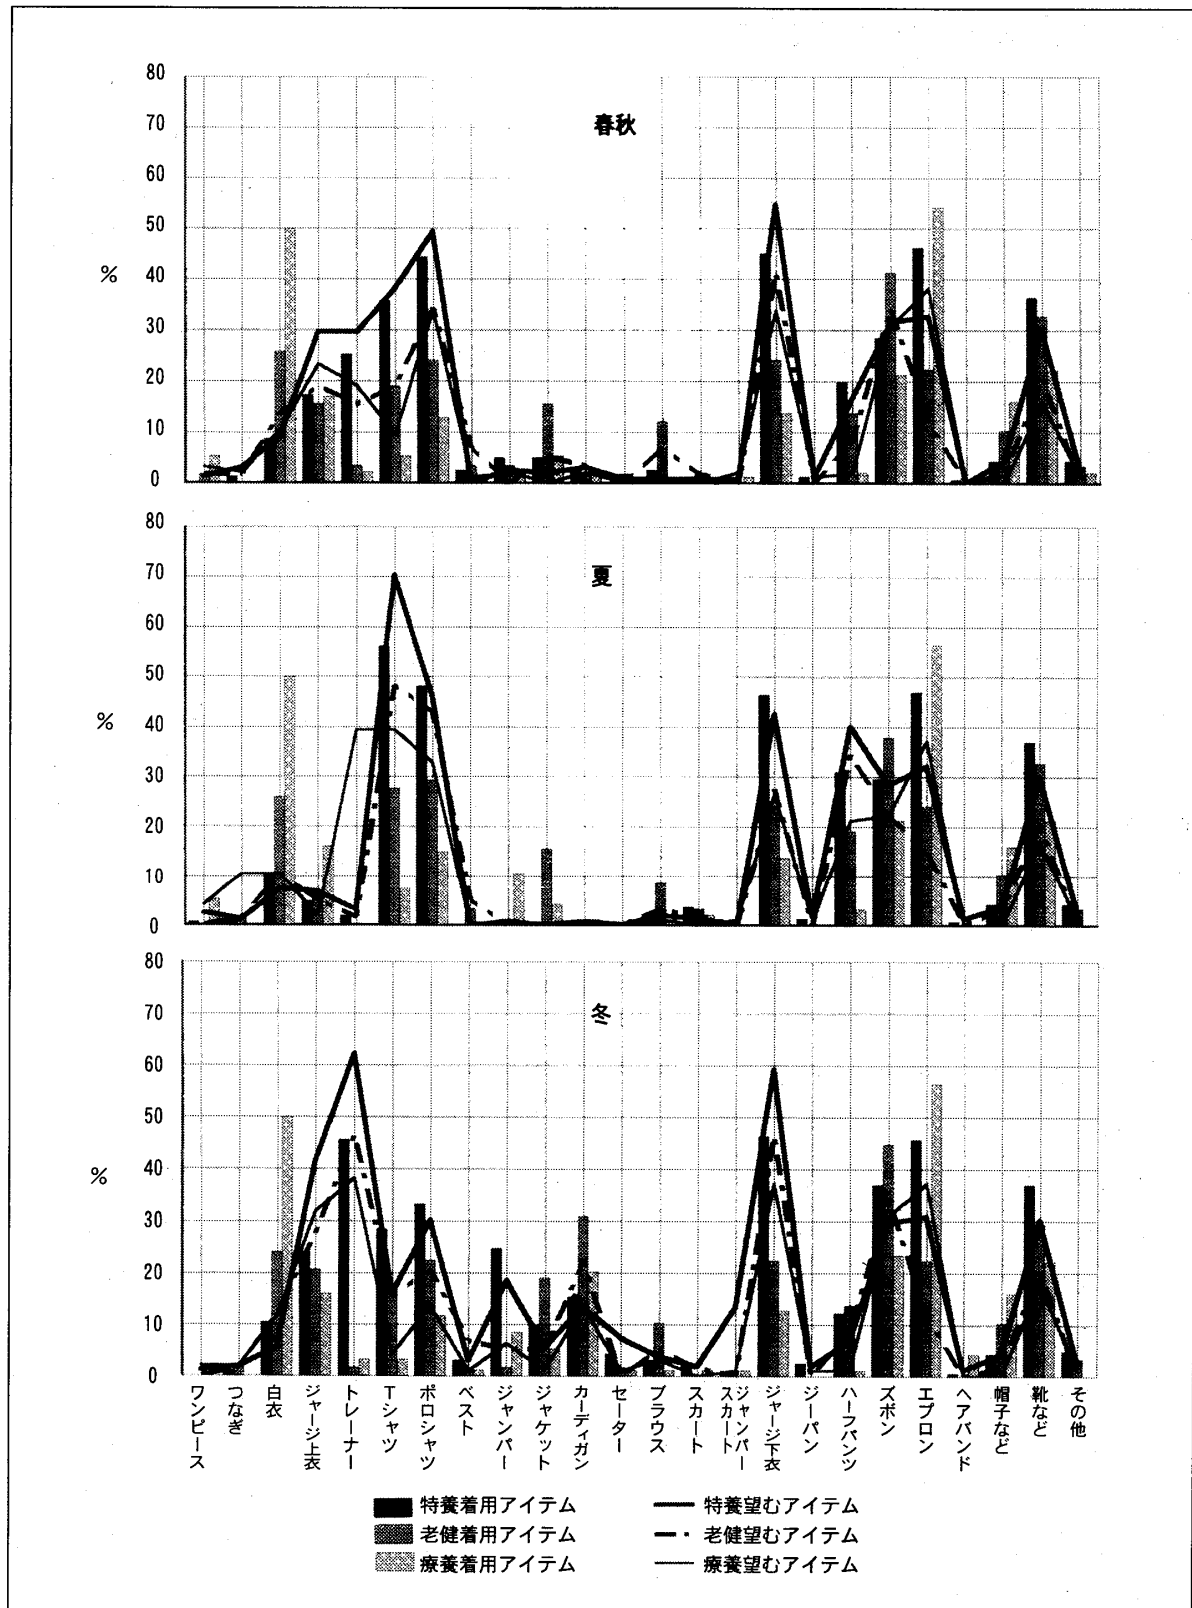 80
70
60
50
40
30
20
10
0
%
春秋
80
70
60
50
40
30
20
10
0
%
夏
80
70
60
50
40
30
20
10
0
%
冬
ワンピース
つなぎ
白衣
ジャージ上衣
トレーナー
Tシャツ
ポロシャツ
ベスト
ジャンパー
ジャケット
カーディガン
セーター
ブラウス
スカート
ジャンパー
スカート
ジャージ下衣
ジーパン
ハーフパンツ
ズボン
エプロン
ヘアバンド
帽子など
靴など
その他
特養着用アイテム
特養望むアイテム
老健着用アイテム
老健望むアイテム
療養着用アイテム
療養望むアイテム